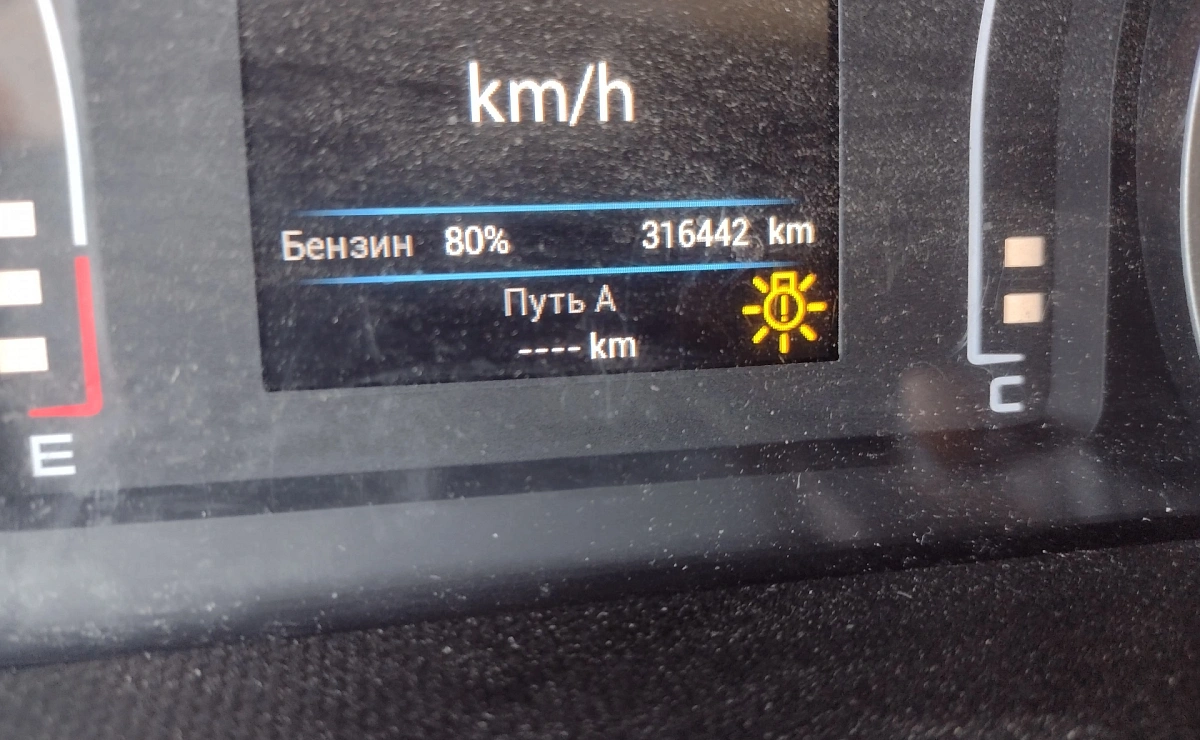 km/h
Бензин 80% 316442 km
Путь A
---- km
E
C